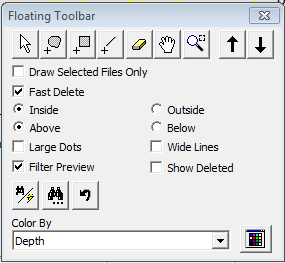 Floating Toolbar
Draw Selected Files Only
Fast Delete
Inside
Outside
Above
Below
Large Dots
Wide Lines
Filter Preview
Show Deleted
Color By
Depth